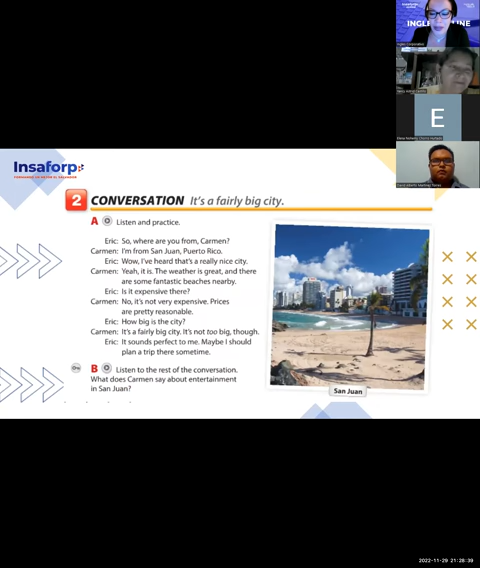 Insaforp
2 CONVERSATION It's a fairly big city.
A Listen and practice.
Eric: So, where are you from, Carmen?
Carmen: I'm from San Juan, Puerto Rico.
Eric: Wow, I've heard that's a really nice city.
Carmen: Yeah, it is. The weather is great, and there
are some fantastic beaches nearby.
Eric: Is it expensive there?
Carmen: No, it's not very expensive. Prices
are pretty reasonable.
Eric: How big is the city?
Carmen: It's a fairly big city. It's not too big, though.
Eric: It sounds perfect to me. Maybe I should
plan a trip there sometime.
B Listen to the rest of the conversation.
What does Carmen say about entertainment
in San Juan?
San Juan
E
2022-11-29 21:28:39